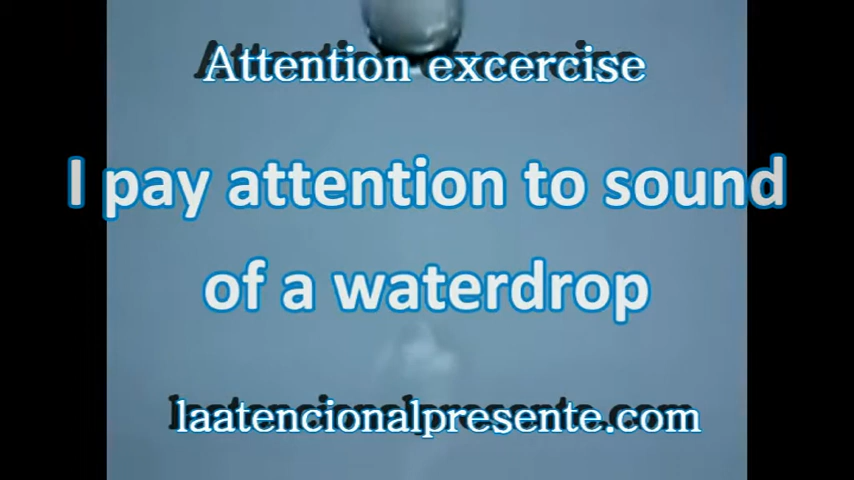 Attention excercise
I pay attention to sound
of a waterdrop
laatencionalpresente.com